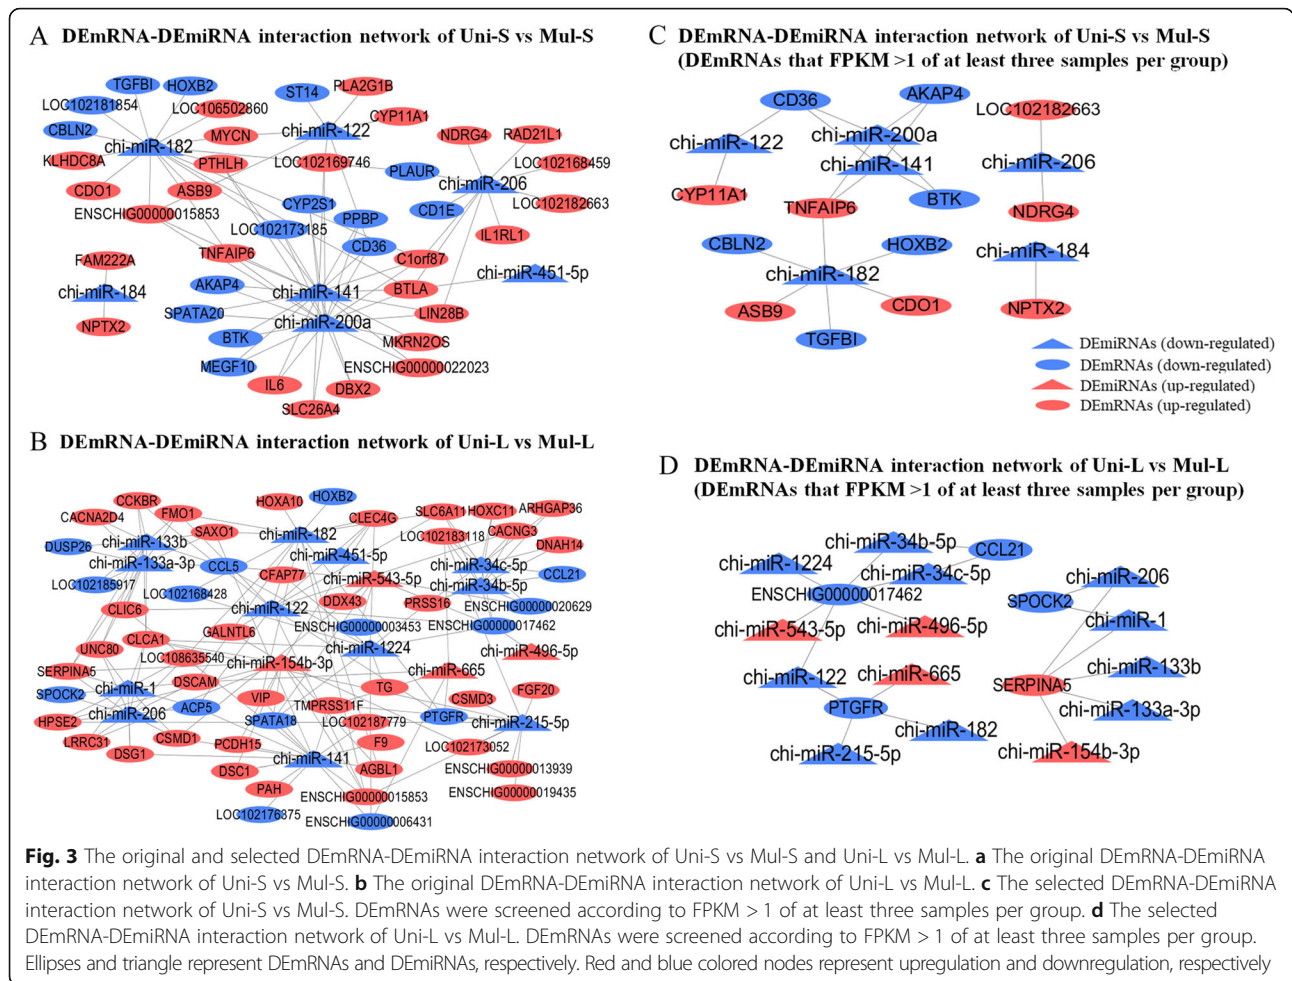 A DEmRNA-DEmiRNA interaction network of Uni-S vs Mul-S
TGFBI
HOXB2
LOC102181854
LOC106502860
CBLN2
MYCN
chi-miR-182
KLHDC8A
PTHLH
CDO1
ASB9
ENSCHIG00000015853
ST14
PLA2G1B
CYP11A1
chi-miR-122
LOC102169746
NDRG4
RAD21L1
LOC102168459
PLAUR
chi-miR-206
CD1E
LOC102182663
IL1RL1
CYP2S1
PPBP
LOC102173185
CD36
TNFAIP6
C1orf87
FAM222A
chi-miR-184
NPTX2
AKAP4
chi-miR-141
BTLA
chi-miR-451-5p
SPATA20
chi-miR-200a
LIN28B
BTK
MKRN2OS
MEGF10
ENSCHIG00000022023
IL6
DBX2
SLC26A4
B DEmRNA-DEmiRNA interaction network of Uni-L vs Mul-L
CCKBR
HOXA10
HOXB2
CACNA2D4
FMO1
CLEC4G
SLC6A11
HOXC11
ARHGAP36
SAXO1
chi-miR-182
CACNG3
DUSP26
chi-miR-133b
LOC102183118
DNAH14
chi-miR-451-5p
chi-miR-133a-3p
CCL5
chi-miR-34c-5p
CFAP77
chi-miR-543-5p
CCL21
LOC102185917
LOC102168428
chi-miR-34b-5p
CLIC6
chi-miR-122
DDX43
PRSS16
ENSCHIG00000020629
ENSCHIG00000003453
ENSCHIG00000017462
GALNTL6
CLCA1
UNC80
chi-miR-1224
chi-miR-496-5p
LOC108635540
chi-miR-154b-3p
chi-miR-665
SERPINA5
DSCAM
SPOCK2
chi-miR-1
TG
FGF20
VIP
CSMD3
ACP5
TMPRSS11F
HPSE2
chi-miR-206
SPATA18
LOC102187779
PTGFR
chi-miR-215-5p
LRRC31
CSMD1
PCDH15
F9
LOC102173052
DSG1
chi-miR-141
DSC1
AGBL1
ENSCHIG00000013939
PAH
ENSCHIG00000015853
ENSCHIG00000019435
LOC102176375
ENSCHIG00000006431
C DEmRNA-DEmiRNA interaction network of Uni-S vs Mul-S
(DEmRNAs that FPKM >1 of at least three samples per group)
CD36
AKAP4
LOC102182663
chi-miR-122
chi-miR-200a
chi-miR-141
chi-miR-206
CYP11A1
TNFAIP6
BTK
NDRG4
CBLN2
HOXB2
chi-miR-184
chi-miR-182
ASB9
CDO1
NPTX2
TGFBI
DEmiRNAs (down-regulated)
DEmRNAs (down-regulated)
DEmiRNAs (up-regulated)
DEmRNAs (up-regulated)
D DEmRNA-DEmiRNA interaction network of Uni-L vs Mul-L
(DEmRNAs that FPKM >1 of at least three samples per group)
chi-miR-34b-5p
CCL21
chi-miR-1224
chi-miR-34c-5p
chi-miR-206
ENSCHIG00000017462
SPOCK2
chi-miR-1
chi-miR-543-5p
chi-miR-496-5p
chi-miR-133b
chi-miR-122
chi-miR-665
SERPINA5
PTGFR
chi-miR-133a-3p
chi-miR-182
chi-miR-215-5p
chi-miR-154b-3p
Fig. 3 The original and selected DEmRNA-DEmiRNA interaction network of Uni-S vs Mul-S and Uni-L vs Mul-L. a The original DEmRNA-DEmiRNA
interaction network of Uni-S vs Mul-S. b The original DEmRNA-DEmiRNA interaction network of Uni-L vs Mul-L. c The selected DEmRNA-DEmiRNA
interaction network of Uni-S vs Mul-S. DEmRNAs were screened according to FPKM > 1 of at least three samples per group. d The selected
DEmRNA-DEmiRNA interaction network of Uni-L vs Mul-L. DEmRNAs were screened according to FPKM > 1 of at least three samples per group.
Ellipses and triangle represent DEmRNAs and DEmiRNAs, respectively. Red and blue colored nodes represent upregulation and downregulation, respectively